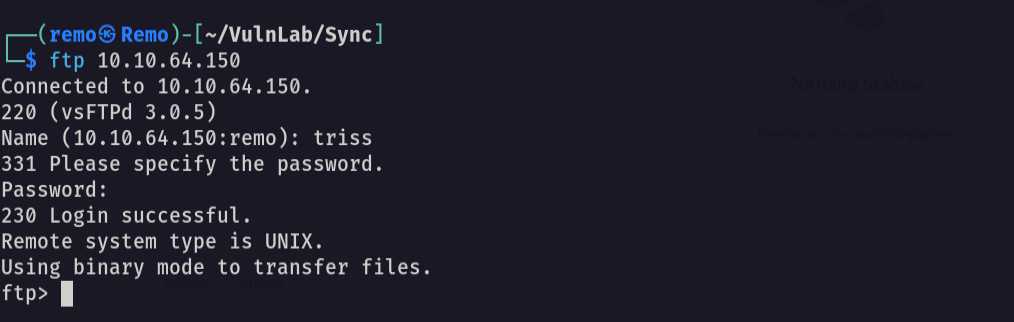 (remo㉿Remo)-[~/VulnLab/Sync]
$ ftp 10.10.64.150
Connected to 10.10.64.150.
220 (vsFTPd 3.0.5)
Name (10.10.64.150:remo): triss
331 Please specify the password.
Password:
230 Login successful.
Remote system type is UNIX.
Using binary mode to transfer files.
ftp>
No items to show